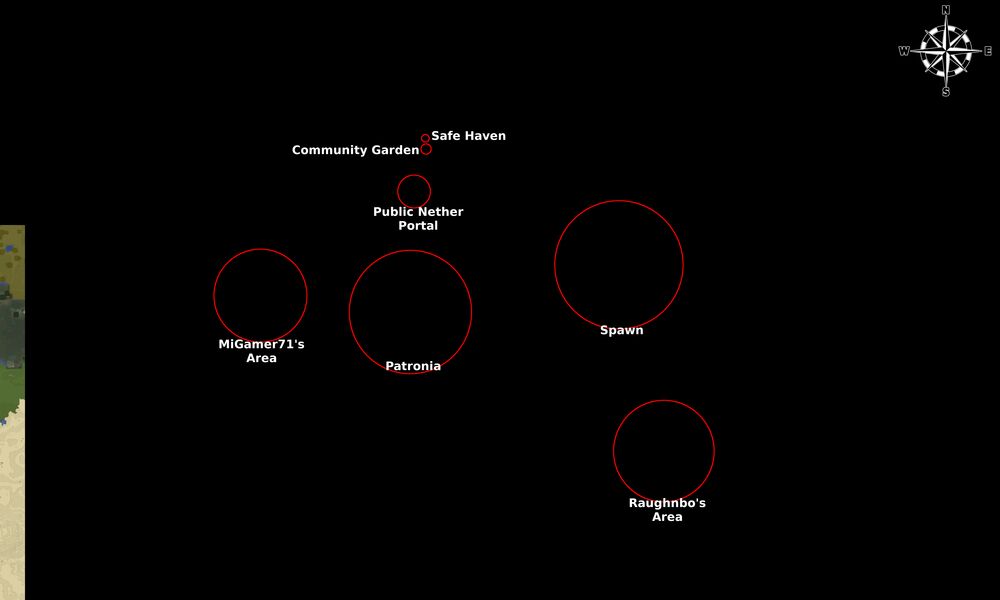 N
W
E
S
Safe Haven
Community Garden
Public Nether
Portal
Spawn
MiGamer71's
Area
Patronia
Raughnbo's
Area